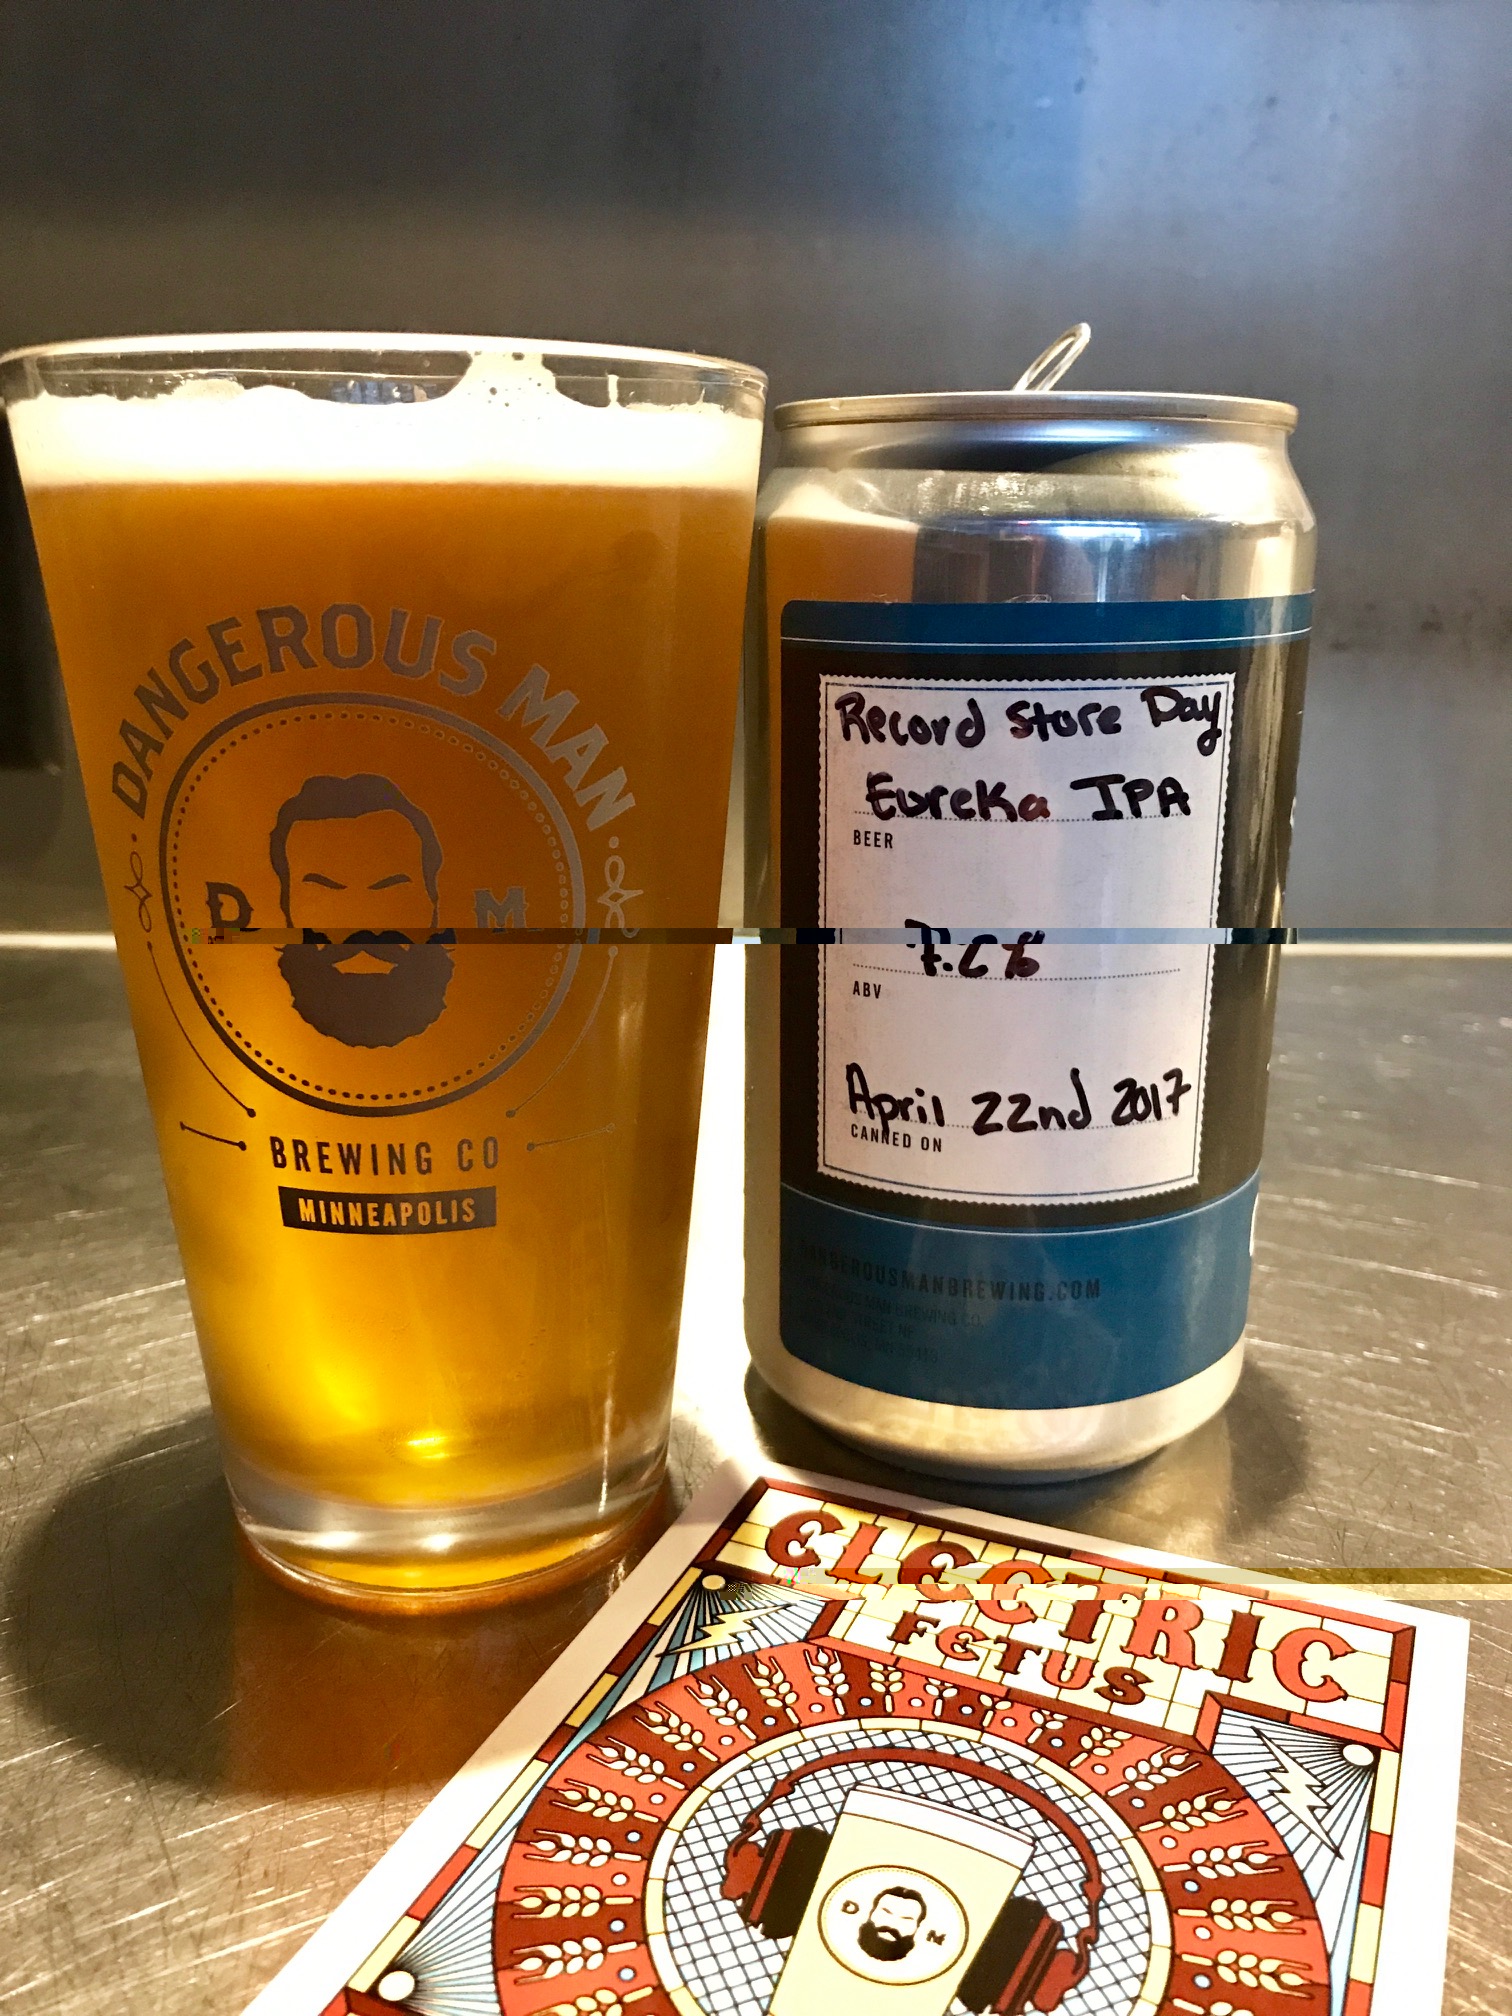 DANGEROUS MAN
D M
BREWING CO
MINNEAPOLIS
Record Store Day
Eureka IPA
BEER
ABV
April 22nd 2017
CANNED ON
DANGEROUSMANBREWING.COM
ELECTRIC
FETUS
D M